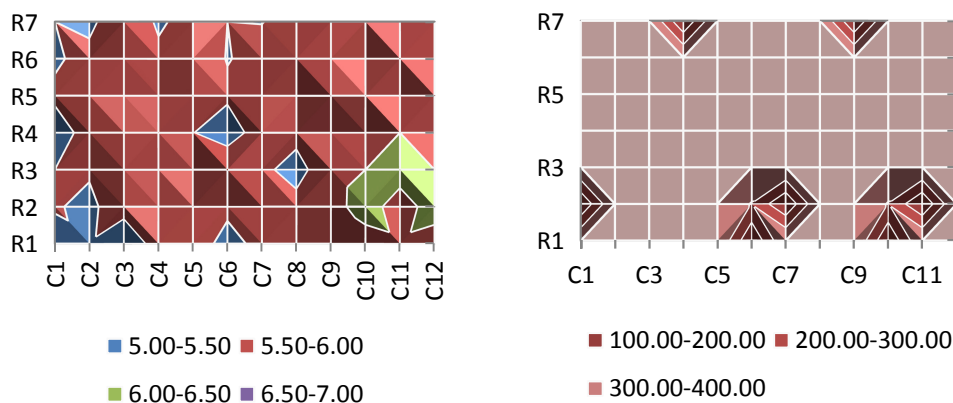 R7
R6
R5
R4
R3
R2
R1
C1 C2 C3 C4 C5 C6 C7 C8 C9 C10 C11 C12
5.00-5.50 5.50-6.00
6.00-6.50 6.50-7.00
R7
R5
R3
R1
C1 C3 C5 C7 C9 C11
100.00-200.00 200.00-300.00
300.00-400.00